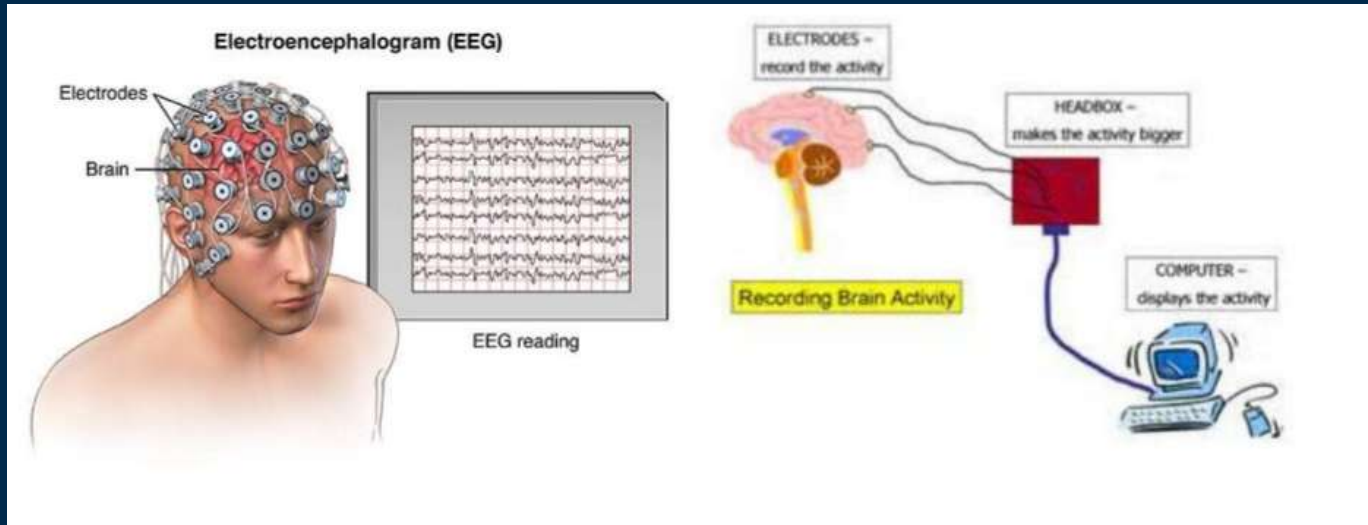 Electroencephalogram (EEG)
Electrodes
Brain
EEG reading
ELECTRODES –
record the activity
HEADBOX –
makes the activity bigger
Recording Brain Activity
COMPUTER –
displays the activity